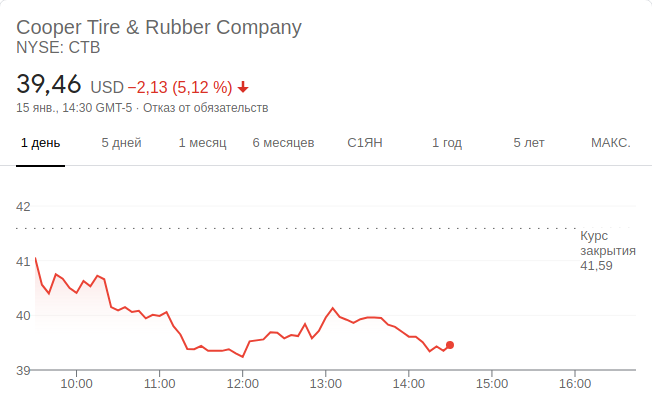 Cooper Tire & Rubber Company
NYSE: CTB
39,46 USD −2,13 (5,12 %)
15 янв., 14:30 GMT-5 · Отказ от обязательств
1 день 5 дней 1 месяц 6 месяцев С1ЯН 1 год 5 лет МАКС.
42
Курс
закрытия
41,59
41
40
39
10:00 11:00 12:00 13:00 14:00 15:00 16:00